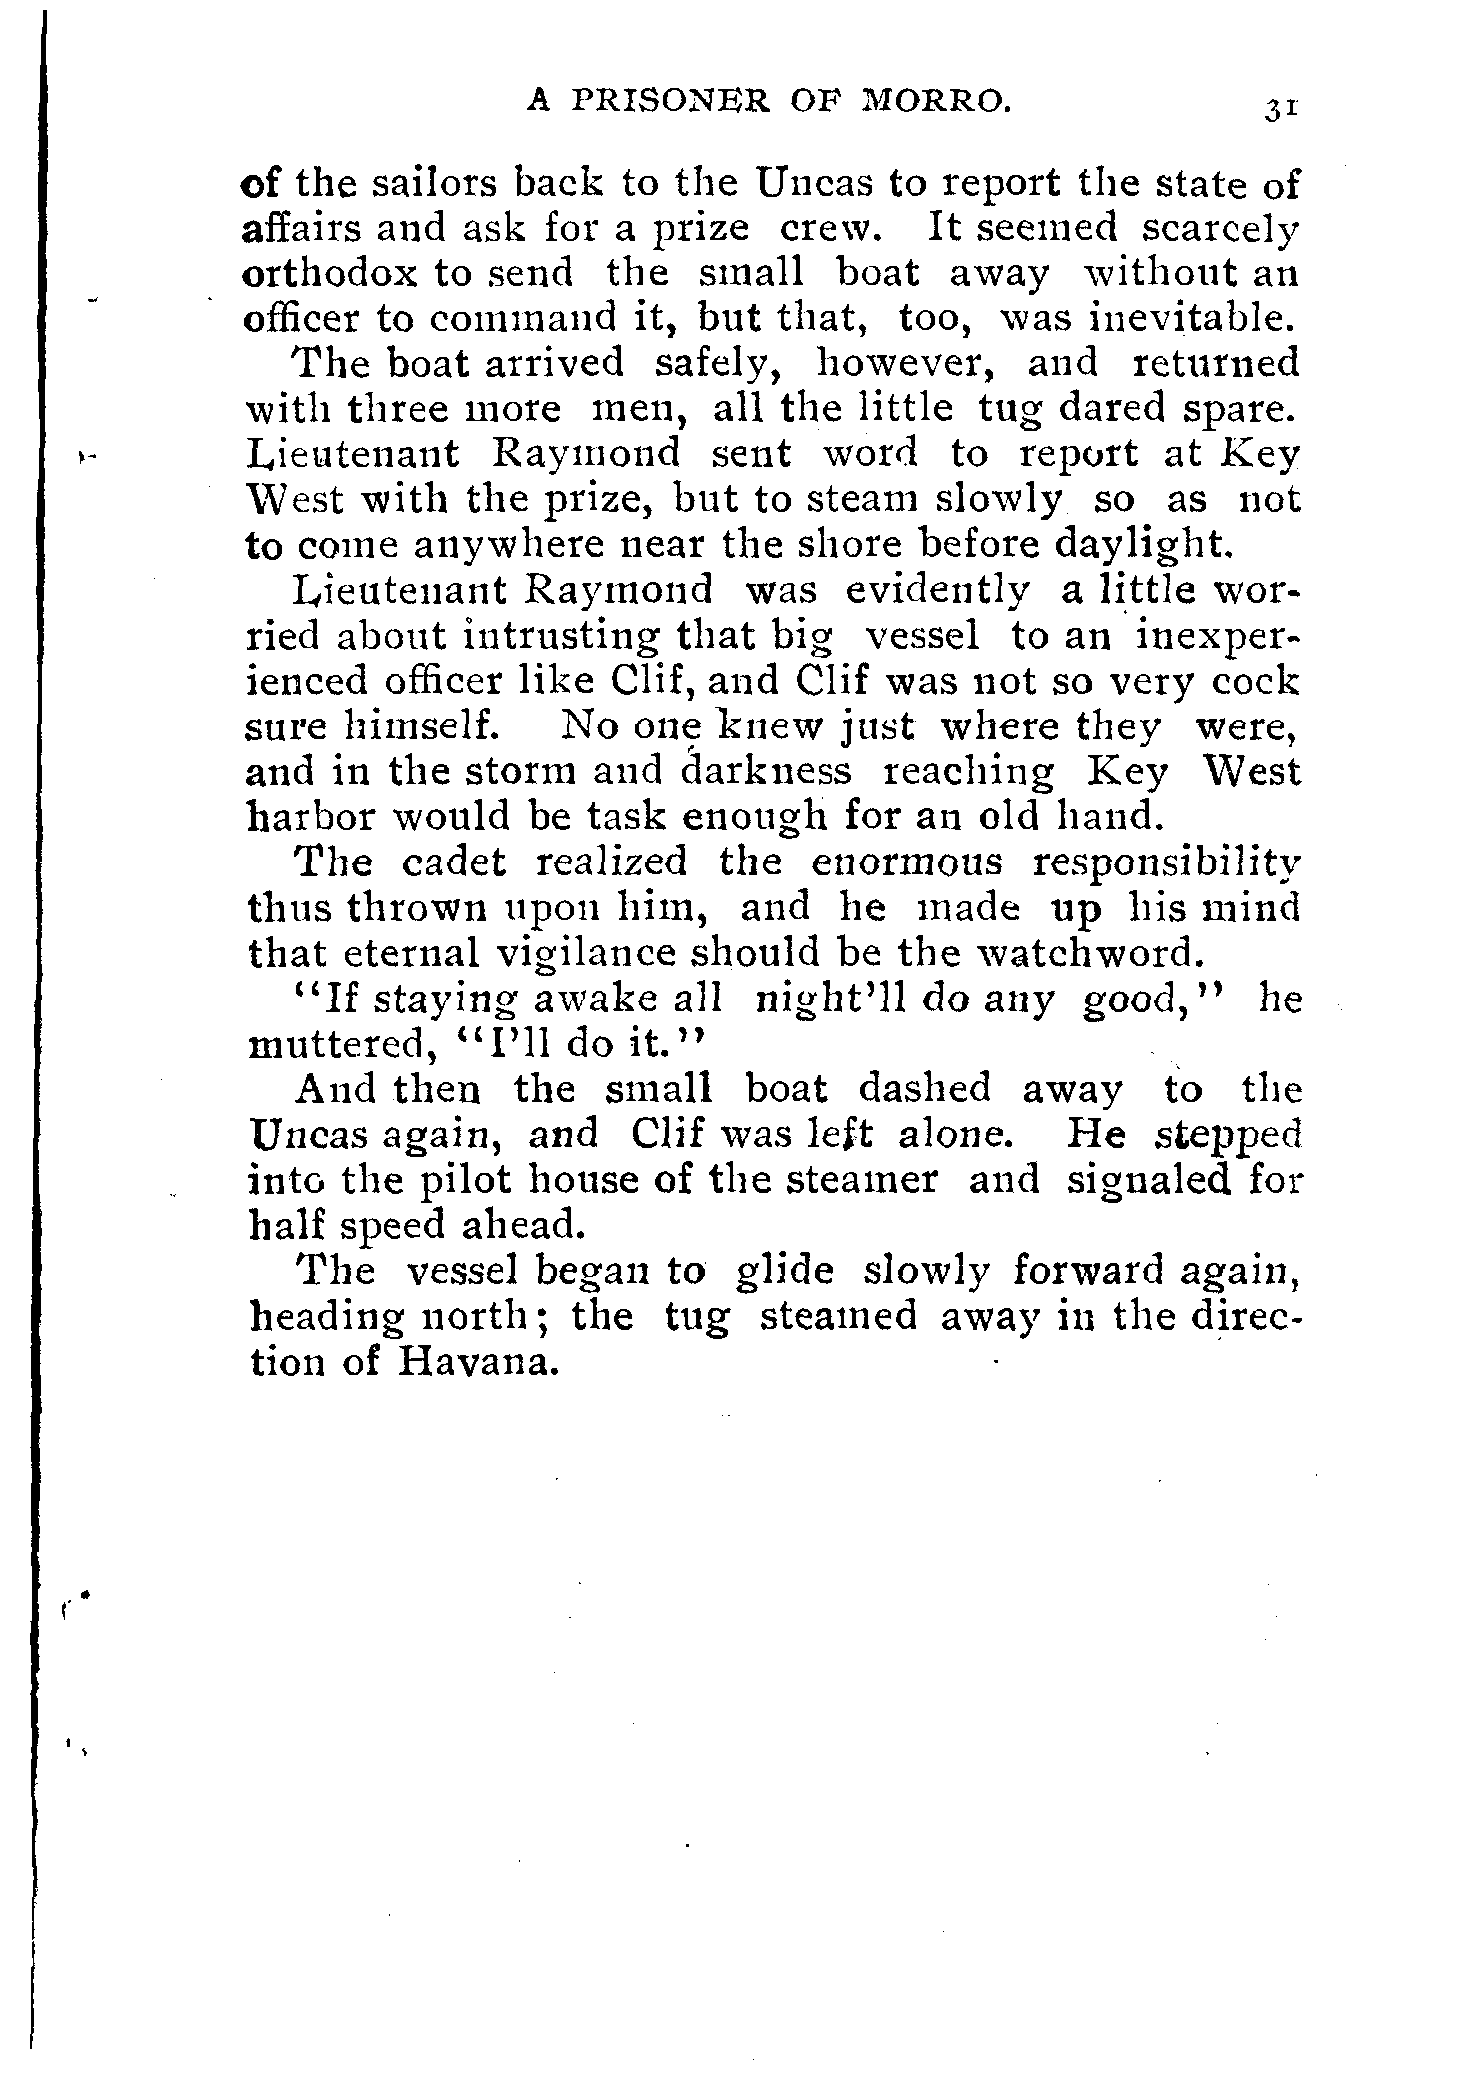 A PRISONER OF MORRO. 31
of the sailors back to the Uncas to report the state of
affairs and ask for a prize crew. It seemed scarcely
orthodox to send the small boat away without an
officer to command it, but that, too, was inevitable.
The boat arrived safely, however, and returned
with three more men, all the little tug dared spare.
Lieutenant Raymond sent word to report at Key
West with the prize, but to steam slowly so as not
to come anywhere near the shore before daylight.
Lieutenant Raymond was evidently a little wor-
ried about intrusting that big vessel to an inexper-
ienced officer like Clif, and Clif was not so very cock
sure himself. No one knew just where they were,
and in the storm and darkness reaching Key West
harbor would be task enough for an old hand.
The cadet realized the enormous responsibility
thus thrown upon him, and he made up his mind
that eternal vigilance should be the watchword.
"If staying awake all night'll do any good," he
muttered, "I'll do it."
And then the small boat dashed away to the
Uncas again, and Clif was left alone. He stepped
into the pilot house of the steamer and signaled for
half speed ahead.
The vessel began to glide slowly forward again,
heading north; the tug steamed away in the direc-
tion of Havana.